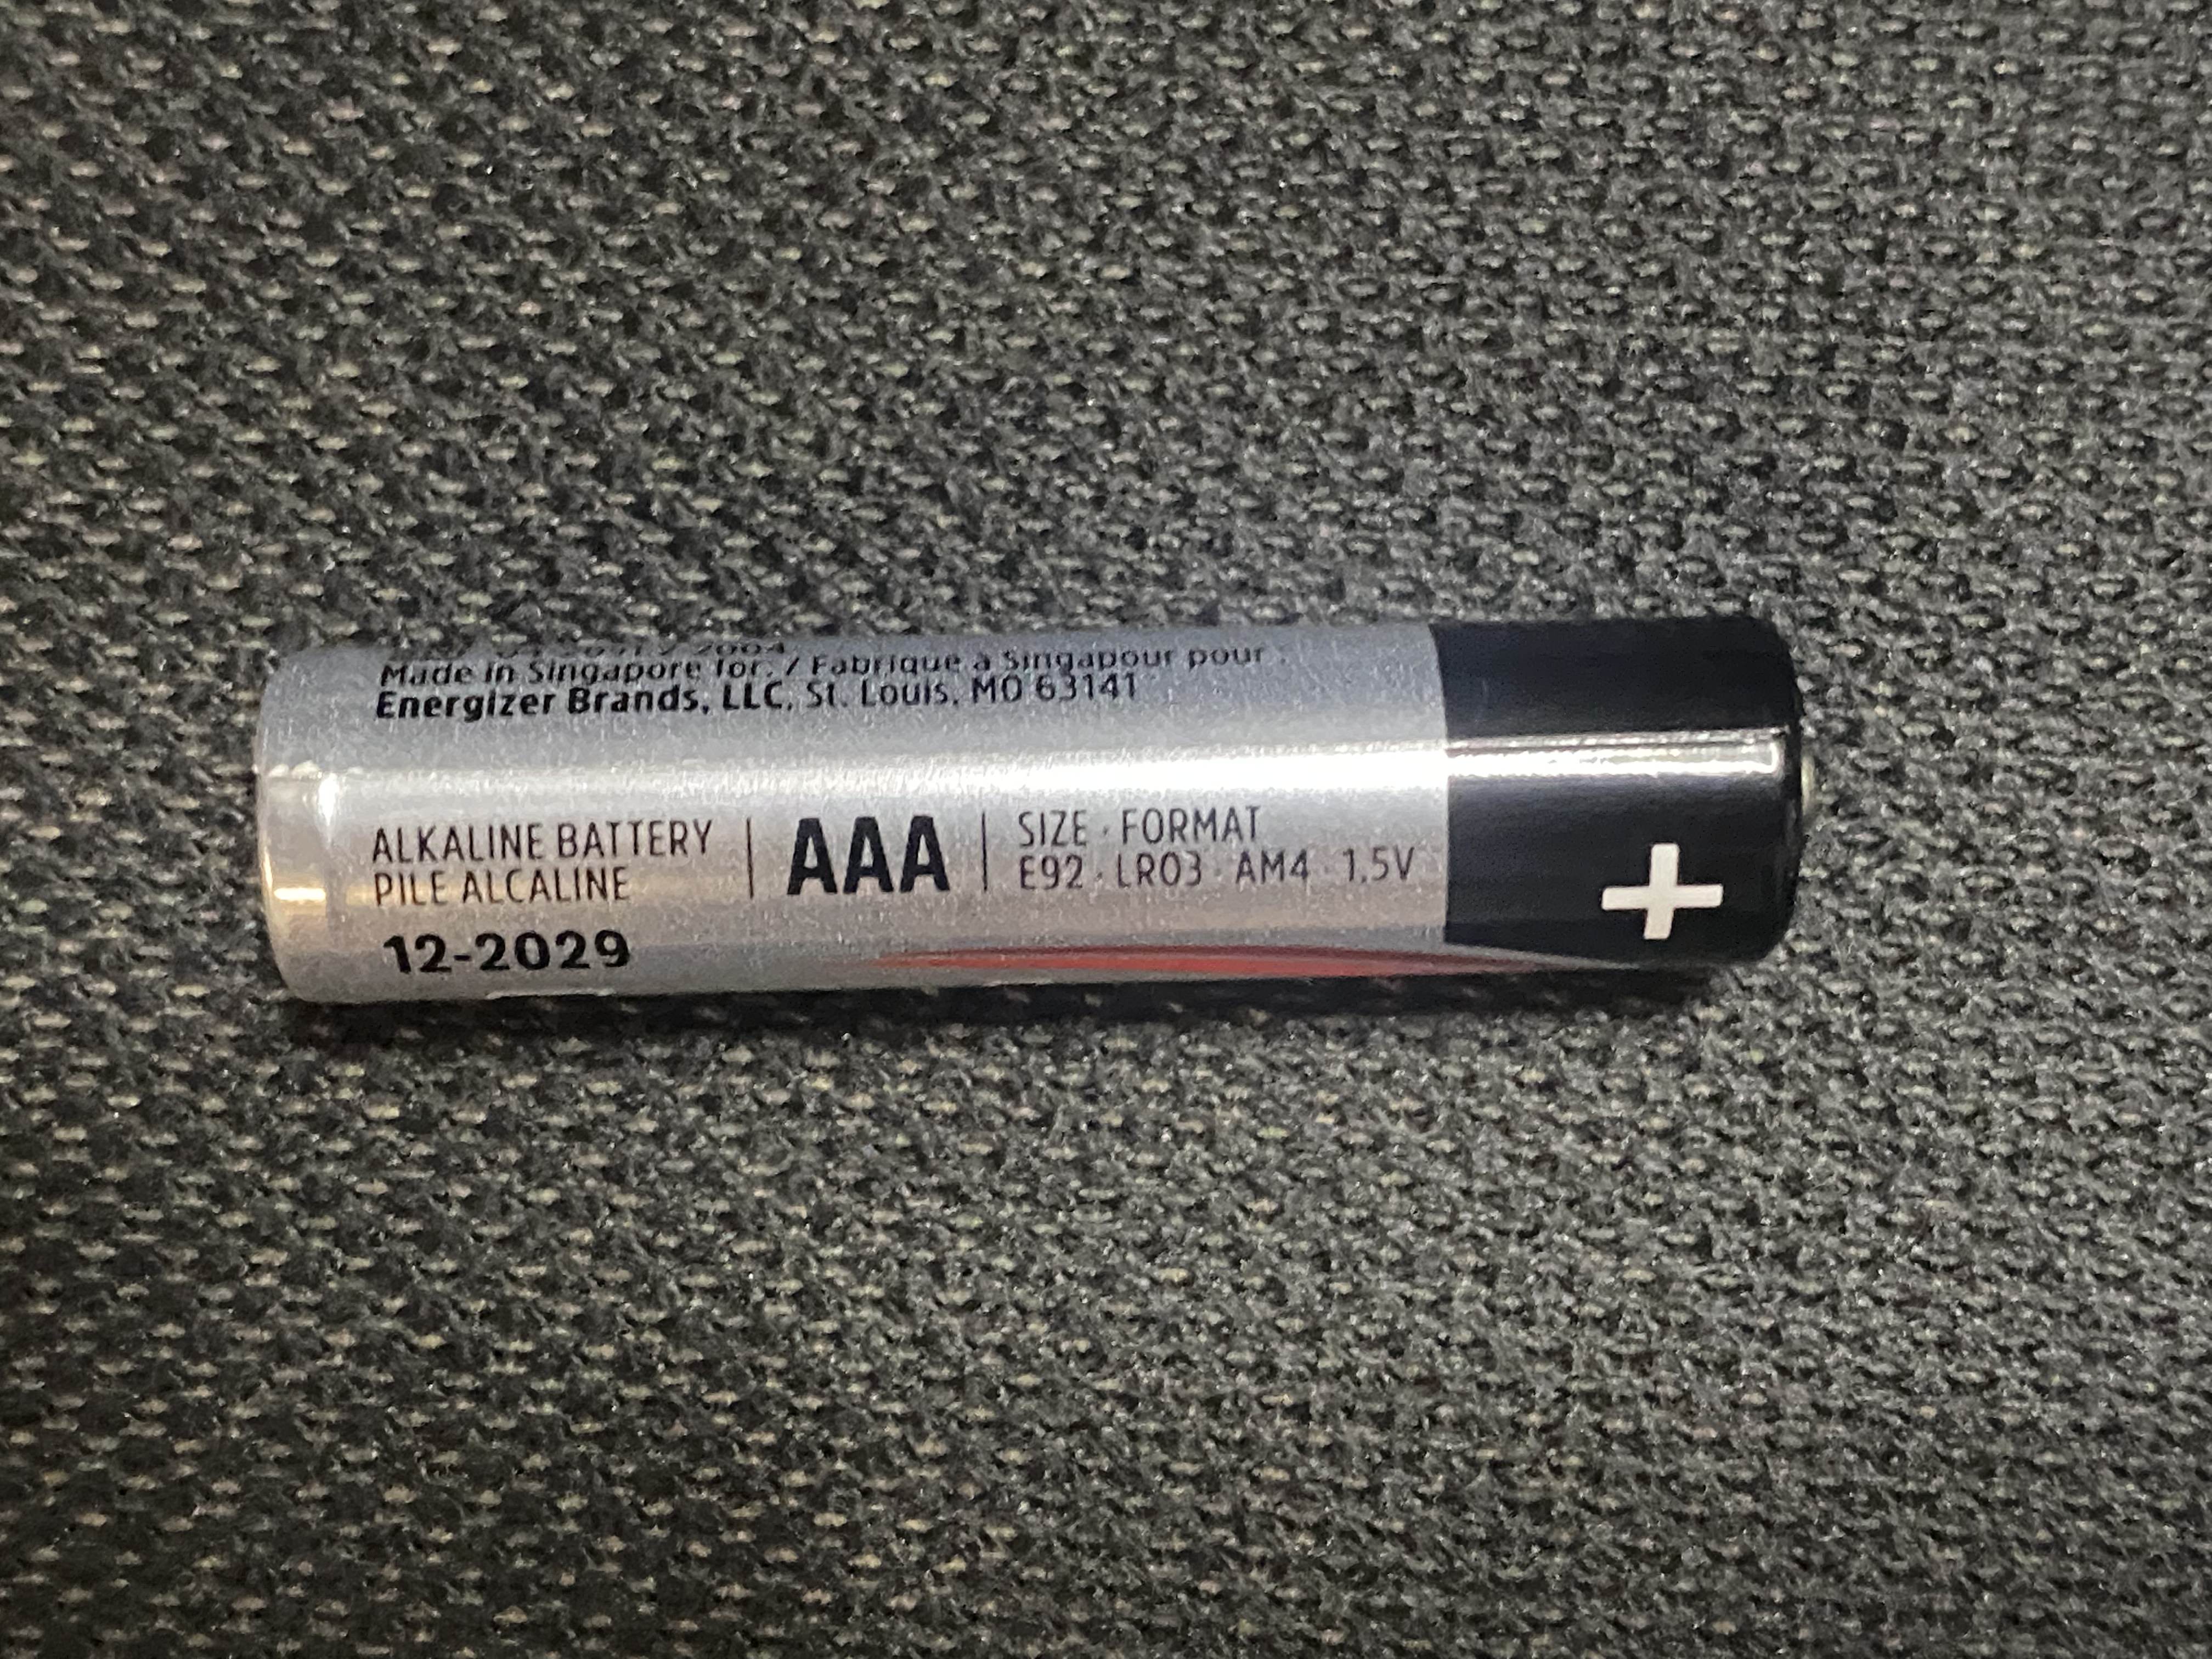 Made in Singapore for / Fabriqué à Singapour pour
Energizer Brands, LLC, St. Louis, MO 63141
ALKALINE BATTERY
PILE ALCALINE
AAA
SIZE · FORMAT
E92 · LR03 · AM4 · 1.5V
12-2029
+